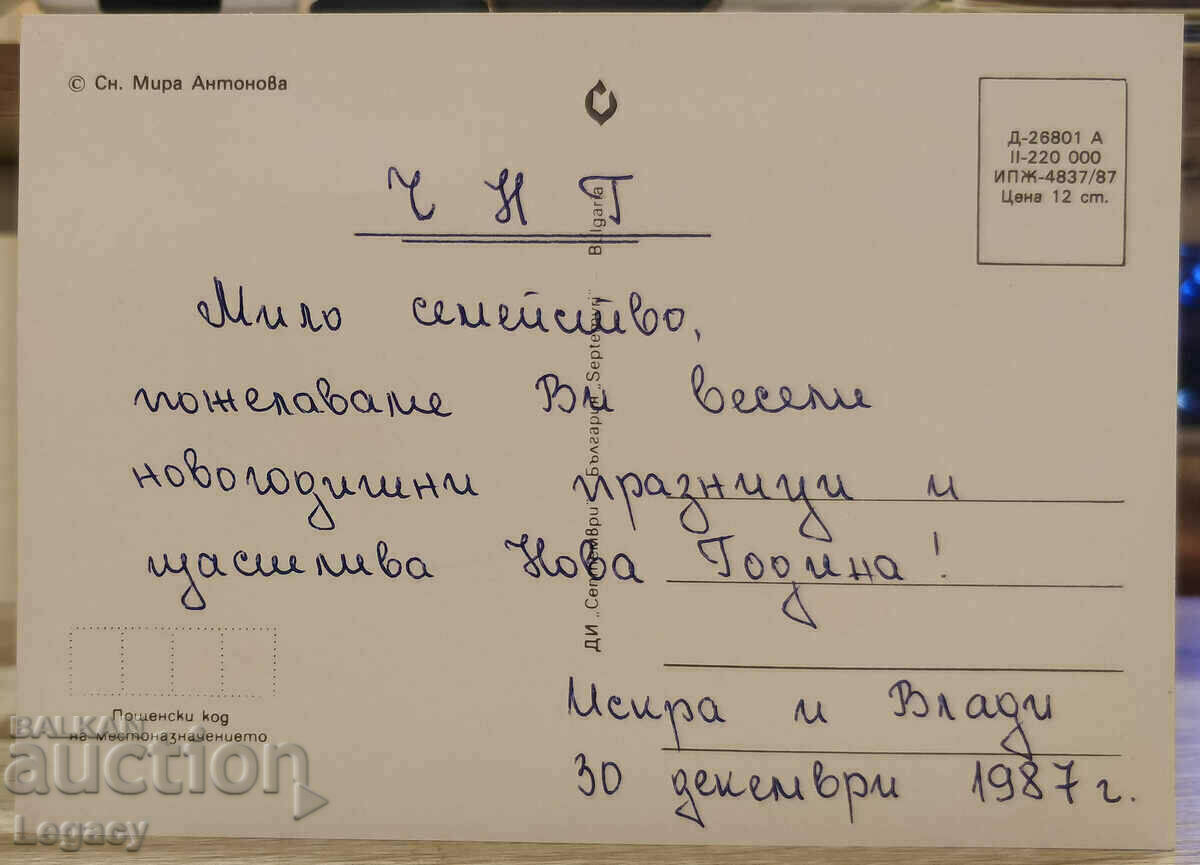 © Сн. Мира Антонова
Д-26801 А
II-220 000
ИПЖ-4837/87
Цена 12 ст.
Ч Н Г
Мило семейство,
пожелаваме Ви весели
новогодишни празници и
щастлива Нова Година!
Искра и Влади
30 декември 1987 г.
ДИ „Септември" България „Septemvri" Bulgaria
Пощенски код
на местоназначението
BALKAN
auction
Legacy